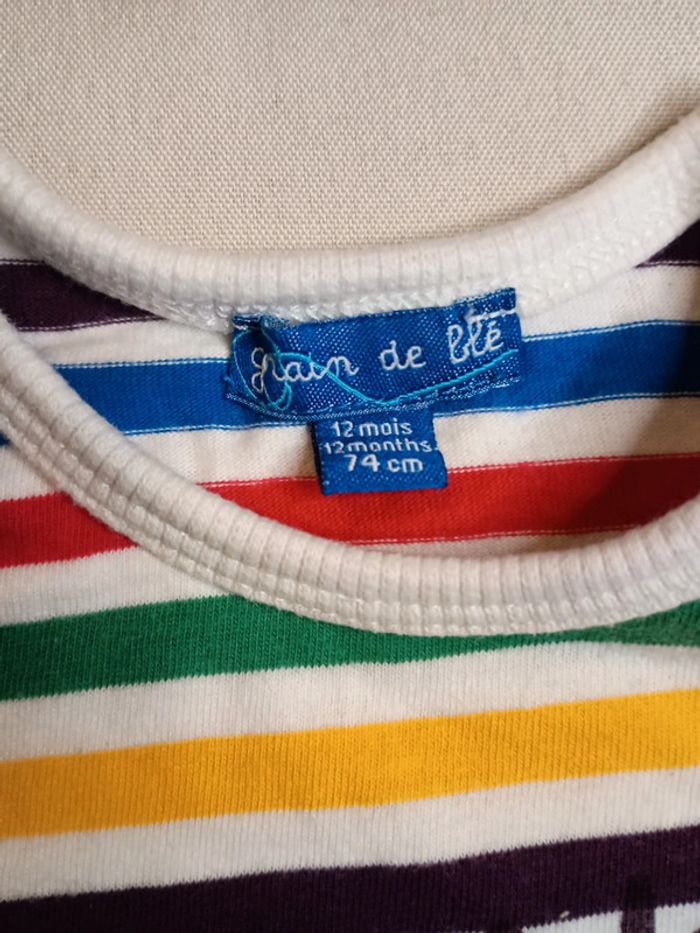 grain de blé
12 mois
12 months
74 cm